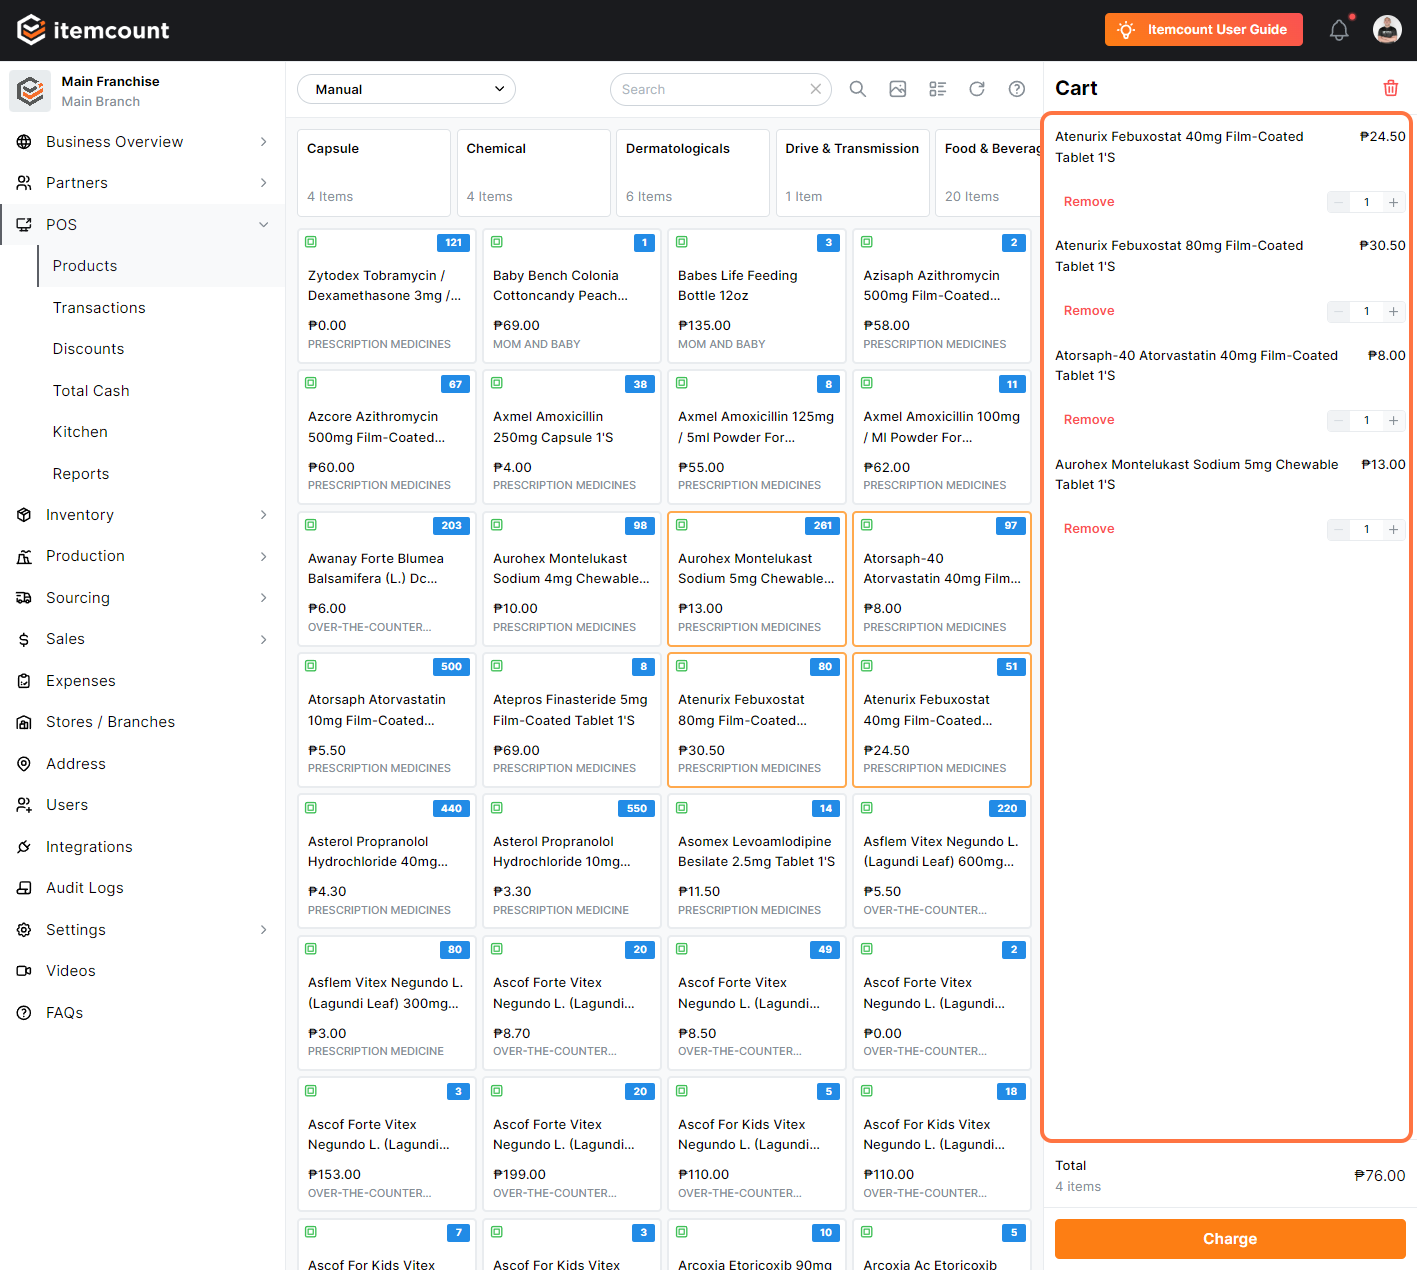 itemcount
Itemcount User Guide
Main Franchise
Main Branch
Business Overview
Partners
POS
Products
Transactions
Discounts
Total Cash
Kitchen
Reports
Inventory
Production
Sourcing
Sales
Expenses
Stores / Branches
Address
Users
Integrations
Audit Logs
Settings
Videos
FAQs
Manual
Search
Capsule
4 Items
Chemical
4 Items
Dermatologicals
6 Items
Drive & Transmission
1 Item
Food & Beverag
20 Items
121
Zytodex Tobramycin /
Dexamethasone 3mg /...
₱0.00
PRESCRIPTION MEDICINES
1
Baby Bench Colonia
Cottoncandy Peach...
₱69.00
MOM AND BABY
3
Babes Life Feeding
Bottle 12oz
₱135.00
MOM AND BABY
2
Azisaph Azithromycin
500mg Film-Coated...
₱58.00
PRESCRIPTION MEDICINES
67
Azcore Azithromycin
500mg Film-Coated...
₱60.00
PRESCRIPTION MEDICINES
38
Axmel Amoxicillin
250mg Capsule 1'S
₱4.00
PRESCRIPTION MEDICINES
8
Axmel Amoxicillin 125mg
/ 5ml Powder For...
₱55.00
PRESCRIPTION MEDICINES
11
Axmel Amoxicillin 100mg
/ Ml Powder For...
₱62.00
PRESCRIPTION MEDICINES
203
Awanay Forte Blumea
Balsamifera (L.) Dc...
₱6.00
OVER-THE-COUNTER...
98
Aurohex Montelukast
Sodium 4mg Chewable...
₱10.00
PRESCRIPTION MEDICINES
261
Aurohex Montelukast
Sodium 5mg Chewable...
₱13.00
PRESCRIPTION MEDICINES
97
Atorsaph-40
Atorvastatin 40mg Film...
₱8.00
PRESCRIPTION MEDICINES
500
Atorsaph Atorvastatin
10mg Film-Coated...
₱5.50
PRESCRIPTION MEDICINES
8
Atepros Finasteride 5mg
Film-Coated Tablet 1'S
₱69.00
PRESCRIPTION MEDICINES
80
Atenurix Febuxostat
80mg Film-Coated...
₱30.50
PRESCRIPTION MEDICINES
51
Atenurix Febuxostat
40mg Film-Coated...
₱24.50
PRESCRIPTION MEDICINES
440
Asterol Propranolol
Hydrochloride 40mg...
₱4.30
PRESCRIPTION MEDICINES
550
Asterol Propranolol
Hydrochloride 10mg...
₱3.30
PRESCRIPTION MEDICINE
14
Asomex Levoamlodipine
Besilate 2.5mg Tablet 1'S
₱11.50
PRESCRIPTION MEDICINES
220
Asflem Vitex Negundo L.
(Lagundi Leaf) 600mg...
₱5.50
OVER-THE-COUNTER...
80
Asflem Vitex Negundo L.
(Lagundi Leaf) 300mg...
₱3.00
PRESCRIPTION MEDICINE
20
Ascof Forte Vitex
Negundo L. (Lagundi...
₱8.70
OVER-THE-COUNTER...
49
Ascof Forte Vitex
Negundo L. (Lagundi...
₱8.50
OVER-THE-COUNTER...
2
Ascof Forte Vitex
Negundo L. (Lagundi...
₱0.00
OVER-THE-COUNTER...
3
Ascof Forte Vitex
Negundo L. (Lagundi...
₱153.00
OVER-THE-COUNTER...
20
Ascof Forte Vitex
Negundo L. (Lagundi...
₱199.00
OVER-THE-COUNTER...
5
Ascof For Kids Vitex
Negundo L. (Lagundi...
₱110.00
OVER-THE-COUNTER...
18
Ascof For Kids Vitex
Negundo L. (Lagundi...
₱110.00
OVER-THE-COUNTER...
7
Ascof For Kids Vitex
3
Ascof For Kids Vitex
10
Arcoxia Etoricoxib 90mg
5
Arcoxia Ac Etoricoxib
Cart
Atenurix Febuxostat 40mg Film-Coated ₱24.50
Tablet 1'S
Remove 1
Atenurix Febuxostat 80mg Film-Coated ₱30.50
Tablet 1'S
Remove 1
Atorsaph-40 Atorvastatin 40mg Film-Coated ₱8.00
Tablet 1'S
Remove 1
Aurohex Montelukast Sodium 5mg Chewable ₱13.00
Tablet 1'S
Remove 1
Total
4 items
₱76.00
Charge